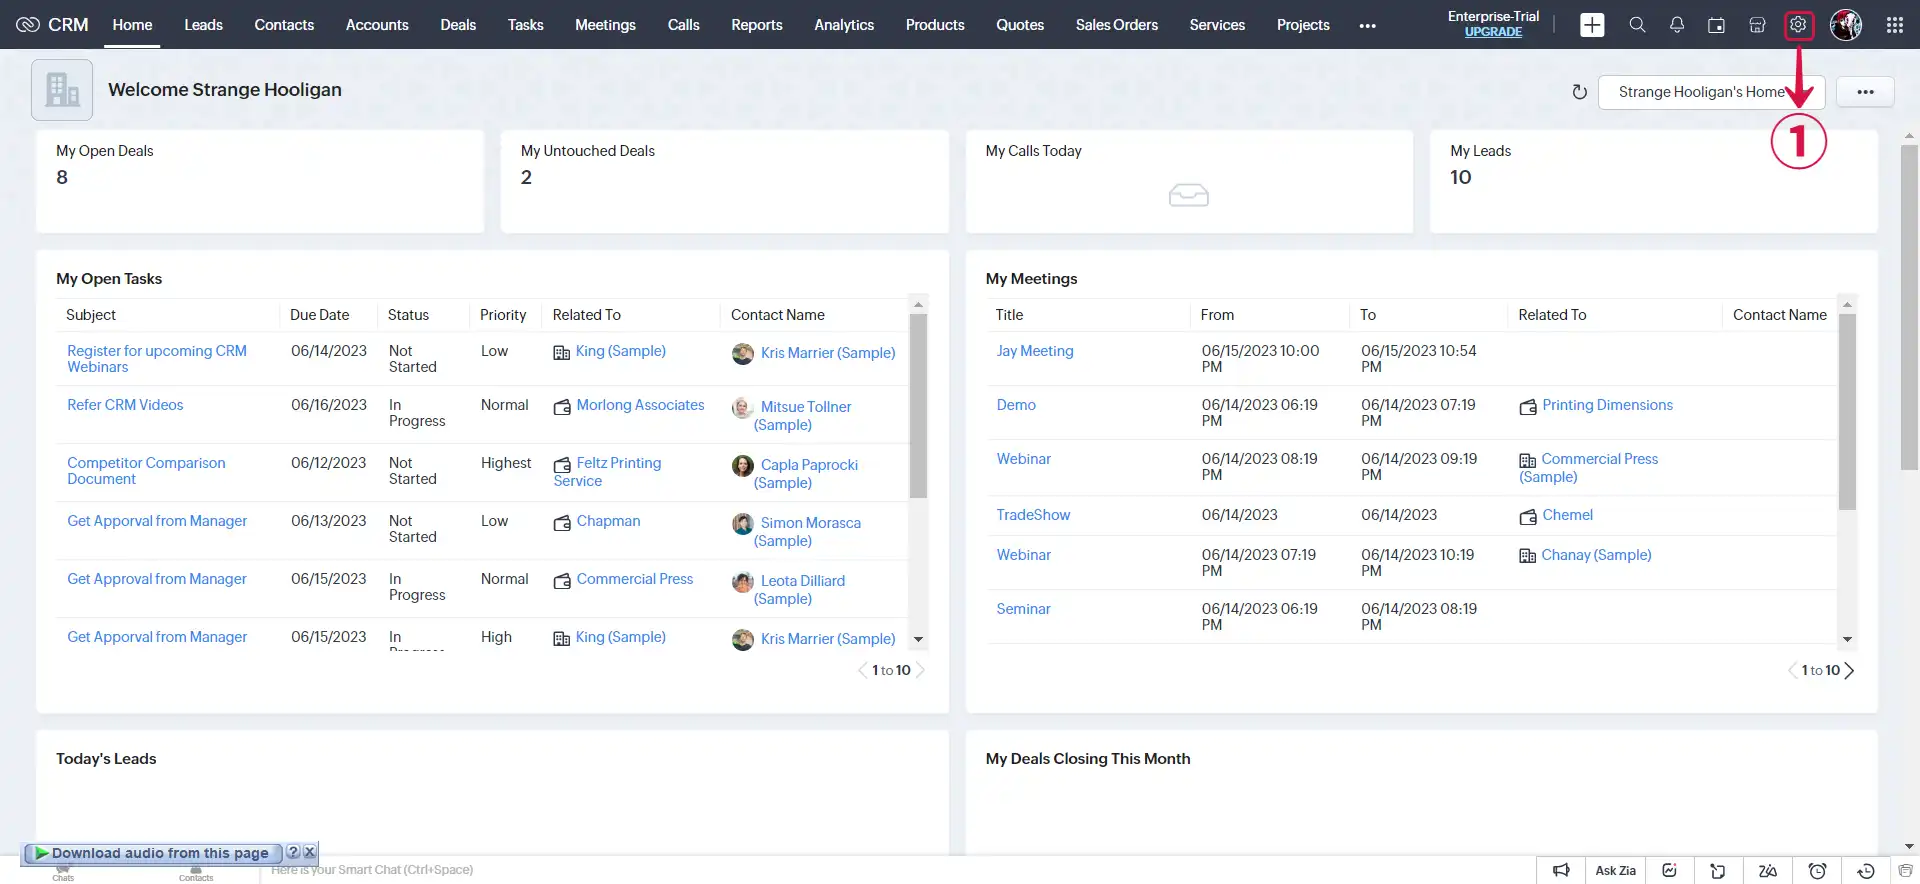 CRM Home Leads Contacts Accounts Deals Tasks Meetings Calls Reports Analytics Products Quotes Sales Orders Services Projects ••• Enterprise-Trial
UPGRADE
Welcome Strange Hooligan
Strange Hooligan's Home
•••
1
My Open Deals
8
My Untouched Deals
2
My Calls Today
My Leads
10
My Open Tasks
Subject Due Date Status Priority Related To Contact Name
Register for upcoming CRM Webinars 06/14/2023 Not Started Low King (Sample) Kris Marrier (Sample)
Refer CRM Videos 06/16/2023 In Progress Normal Morlong Associates Mitsue Tollner (Sample)
Competitor Comparison Document 06/12/2023 Not Started Highest Feltz Printing Service Capla Paprocki (Sample)
Get Apporval from Manager 06/13/2023 Not Started Low Chapman Simon Morasca (Sample)
Get Approval from Manager 06/15/2023 In Progress Normal Commercial Press Leota Dilliard (Sample)
Get Apporval from Manager 06/15/2023 In Progress High King (Sample) Kris Marrier (Sample)
1 to 10
My Meetings
Title From To Related To Contact Name
Jay Meeting 06/15/2023 10:00 PM 06/15/2023 10:54 PM
Demo 06/14/2023 06:19 PM 06/14/2023 07:19 PM Printing Dimensions
Webinar 06/14/2023 08:19 PM 06/14/2023 09:19 PM Commercial Press (Sample)
TradeShow 06/14/2023 06/14/2023 Chemel
Webinar 06/14/2023 07:19 PM 06/14/2023 10:19 PM Chanay (Sample)
Seminar 06/14/2023 06:19 PM 06/14/2023 08:19 PM
1 to 10
Today's Leads
My Deals Closing This Month
Download audio from this page ? X
Chats
Contacts
Here is your Smart Chat (Ctrl+Space)
Ask Zia